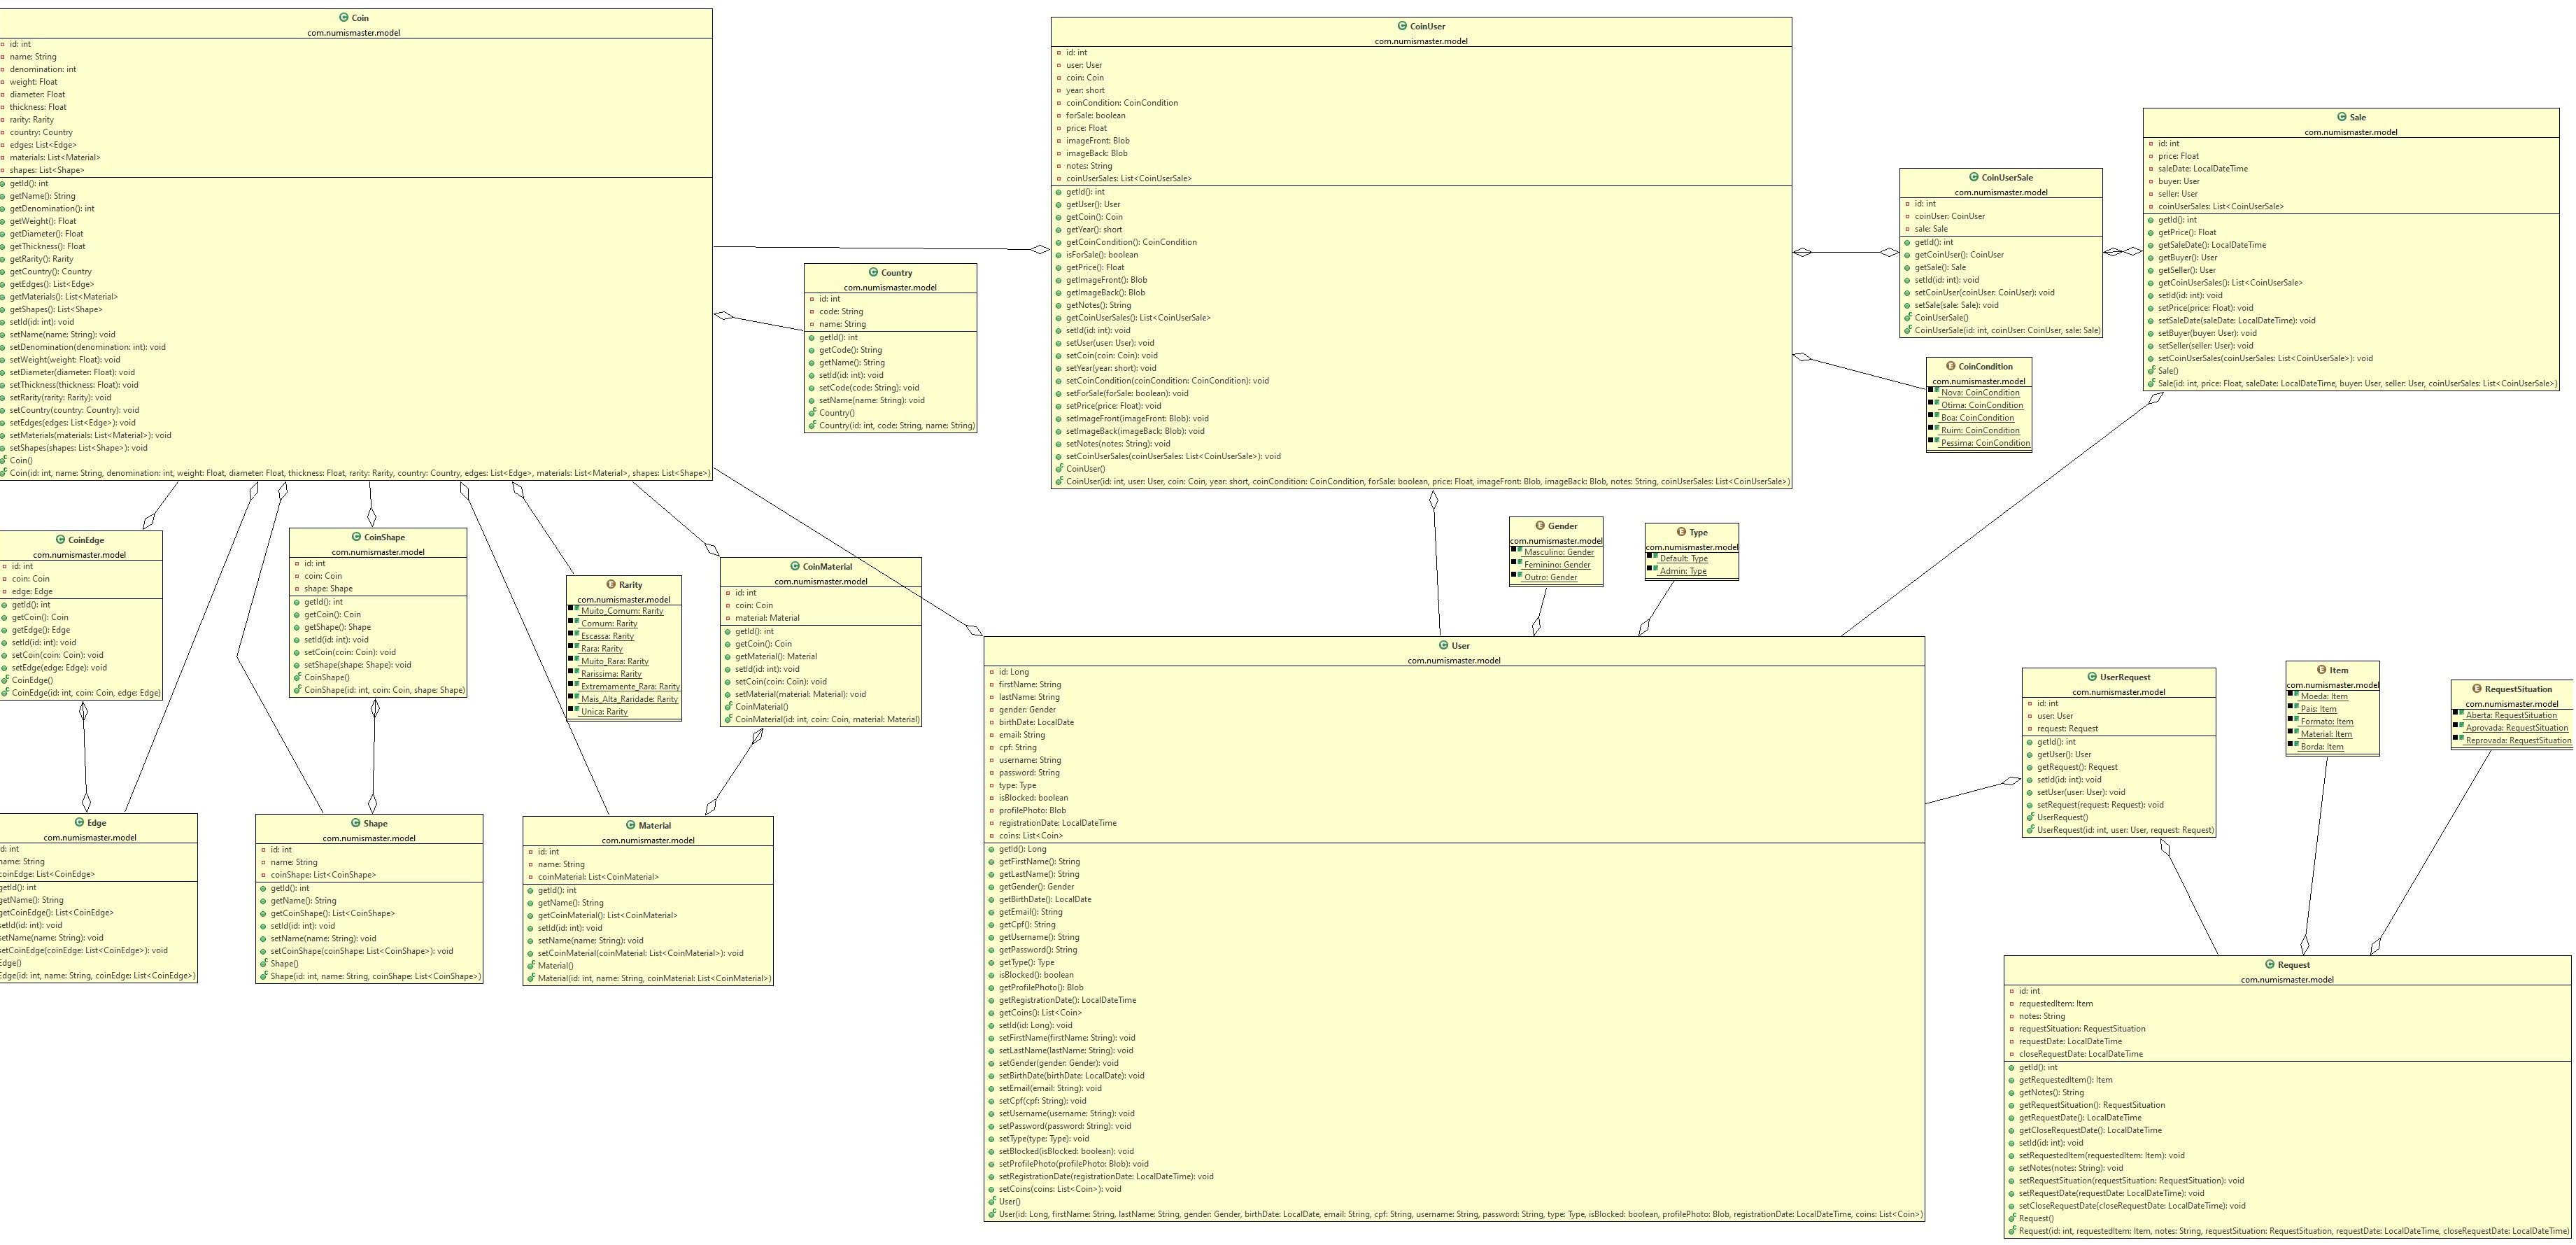 Coin
com.numismaster.model
id: int
name: String
denomination: int
weight: Float
diameter: Float
thickness: Float
rarity: Rarity
country: Country
edges: List<Edge>
materials: List<Material>
shapes: List<Shape>
getId(): int
getName(): String
getDenomination(): int
getWeight(): Float
getDiameter(): Float
getThickness(): Float
getRarity(): Rarity
getCountry(): Country
getEdges(): List<Edge>
getMaterials(): List<Material>
getShapes(): List<Shape>
setId(id: int): void
setName(name: String): void
setDenomination(denomination: int): void
setWeight(weight: Float): void
setDiameter(diameter: Float): void
setThickness(thickness: Float): void
setRarity(rarity: Rarity): void
setCountry(country: Country): void
setEdges(edges: List<Edge>): void
setMaterials(materials: List<Material>): void
setShapes(shapes: List<Shape>): void
Coin()
Coin(id: int, name: String, denomination: int, weight: Float, diameter: Float, thickness: Float, rarity: Rarity, country: Country, edges: List<Edge>, materials: List<Material>, shapes: List<Shape>)
Country
com.numismaster.model
id: int
code: String
name: String
getId(): int
getCode(): String
getName(): String
setId(id: int): void
setCode(code: String): void
setName(name: String): void
Country()
Country(id: int, code: String, name: String)
CoinUser
com.numismaster.model
id: int
user: User
coin: Coin
year: short
coinCondition: CoinCondition
forSale: boolean
price: Float
imageFront: Blob
imageBack: Blob
notes: String
coinUserSales: List<CoinUserSale>
getId(): int
getUser(): User
getCoin(): Coin
getYear(): short
getCoinCondition(): CoinCondition
isForSale(): boolean
getPrice(): Float
getImageFront(): Blob
getImageBack(): Blob
getNotes(): String
getCoinUserSales(): List<CoinUserSale>
setId(id: int): void
setUser(user: User): void
setCoin(coin: Coin): void
setYear(year: short): void
setCoinCondition(coinCondition: CoinCondition): void
setForSale(forSale: boolean): void
setPrice(price: Float): void
setImageFront(imageFront: Blob): void
setImageBack(imageBack: Blob): void
setNotes(notes: String): void
setCoinUserSales(coinUserSales: List<CoinUserSale>): void
CoinUser()
CoinUser(id: int, user: User, coin: Coin, year: short, coinCondition: CoinCondition, forSale: boolean, price: Float, imageFront: Blob, imageBack: Blob, notes: String, coinUserSales: List<CoinUserSale>)
CoinUserSale
com.numismaster.model
id: int
coinUser: CoinUser
sale: Sale
getId(): int
getCoinUser(): CoinUser
getSale(): Sale
setId(id: int): void
setCoinUser(coinUser: CoinUser): void
setSale(sale: Sale): void
CoinUserSale()
CoinUserSale(id: int, coinUser: CoinUser, sale: Sale)
CoinCondition
com.numismaster.model
Nova: CoinCondition
Otima: CoinCondition
Boa: CoinCondition
Ruim: CoinCondition
Pessima: CoinCondition
Sale
com.numismaster.model
id: int
price: Float
saleDate: LocalDateTime
buyer: User
seller: User
coinUserSales: List<CoinUserSale>
getId(): int
getPrice(): Float
getSaleDate(): LocalDateTime
getBuyer(): User
getSeller(): User
getCoinUserSales(): List<CoinUserSale>
setId(id: int): void
setPrice(price: Float): void
setSaleDate(saleDate: LocalDateTime): void
setBuyer(buyer: User): void
setSeller(seller: User): void
setCoinUserSales(coinUserSales: List<CoinUserSale>): void
Sale()
Sale(id: int, price: Float, saleDate: LocalDateTime, buyer: User, seller: User, coinUserSales: List<CoinUserSale>)
CoinEdge
com.numismaster.model
id: int
coin: Coin
edge: Edge
getId(): int
getCoin(): Coin
getEdge(): Edge
setId(id: int): void
setCoin(coin: Coin): void
setEdge(edge: Edge): void
CoinEdge()
CoinEdge(id: int, coin: Coin, edge: Edge)
CoinShape
com.numismaster.model
id: int
coin: Coin
shape: Shape
getId(): int
getCoin(): Coin
getShape(): Shape
setId(id: int): void
setCoin(coin: Coin): void
setShape(shape: Shape): void
CoinShape()
CoinShape(id: int, coin: Coin, shape: Shape)
Rarity
com.numismaster.model
Muito_Comum: Rarity
Comum: Rarity
Escassa: Rarity
Rara: Rarity
Muito_Rara: Rarity
Rarissima: Rarity
Extremamente_Rara: Rarity
Mais_Alta_Raridade: Rarity
Unica: Rarity
CoinMaterial
com.numismaster.model
id: int
coin: Coin
material: Material
getId(): int
getCoin(): Coin
getMaterial(): Material
setId(id: int): void
setCoin(coin: Coin): void
setMaterial(material: Material): void
CoinMaterial()
CoinMaterial(id: int, coin: Coin, material: Material)
Gender
com.numismaster.model
Masculino: Gender
Feminino: Gender
Outro: Gender
Type
com.numismaster.model
Default: Type
Admin: Type
Edge
com.numismaster.model
id: int
name: String
coinEdge: List<CoinEdge>
getId(): int
getName(): String
getCoinEdge(): List<CoinEdge>
setId(id: int): void
setName(name: String): void
setCoinEdge(coinEdge: List<CoinEdge>): void
Edge()
Edge(id: int, name: String, coinEdge: List<CoinEdge>)
Shape
com.numismaster.model
id: int
name: String
coinShape: List<CoinShape>
getId(): int
getName(): String
getCoinShape(): List<CoinShape>
setId(id: int): void
setName(name: String): void
setCoinShape(coinShape: List<CoinShape>): void
Shape()
Shape(id: int, name: String, coinShape: List<CoinShape>)
Material
com.numismaster.model
id: int
name: String
coinMaterial: List<CoinMaterial>
getId(): int
getName(): String
getCoinMaterial(): List<CoinMaterial>
setId(id: int): void
setName(name: String): void
setCoinMaterial(coinMaterial: List<CoinMaterial>): void
Material()
Material(id: int, name: String, coinMaterial: List<CoinMaterial>)
User
com.numismaster.model
id: Long
firstName: String
lastName: String
gender: Gender
birthDate: LocalDate
email: String
cpf: String
username: String
password: String
type: Type
isBlocked: boolean
profilePhoto: Blob
registrationDate: LocalDateTime
coins: List<Coin>
getId(): Long
getFirstName(): String
getLastName(): String
getGender(): Gender
getBirthDate(): LocalDate
getEmail(): String
getCpf(): String
getUsername(): String
getPassword(): String
getType(): Type
isBlocked(): boolean
getProfilePhoto(): Blob
getRegistrationDate(): LocalDateTime
getCoins(): List<Coin>
setId(id: Long): void
setFirstName(firstName: String): void
setLastName(lastName: String): void
setGender(gender: Gender): void
setBirthDate(birthDate: LocalDate): void
setEmail(email: String): void
setCpf(cpf: String): void
setUsername(username: String): void
setPassword(password: String): void
setType(type: Type): void
setBlocked(isBlocked: boolean): void
setProfilePhoto(profilePhoto: Blob): void
setRegistrationDate(registrationDate: LocalDateTime): void
setCoins(coins: List<Coin>): void
User()
User(id: Long, firstName: String, lastName: String, gender: Gender, birthDate: LocalDate, email: String, cpf: String, username: String, password: String, type: Type, isBlocked: boolean, profilePhoto: Blob, registrationDate: LocalDateTime, coins: List<Coin>)
UserRequest
com.numismaster.model
id: int
user: User
request: Request
getId(): int
getUser(): User
getRequest(): Request
setId(id: int): void
setUser(user: User): void
setRequest(request: Request): void
UserRequest()
UserRequest(id: int, user: User, request: Request)
Item
com.numismaster.model
Moeda: Item
Pais: Item
Formato: Item
Material: Item
Borda: Item
RequestSituation
com.numismaster.model
Aberta: RequestSituation
Aprovada: RequestSituation
Reprovada: RequestSituation
Request
com.numismaster.model
id: int
requestedItem: Item
notes: String
requestSituation: RequestSituation
requestDate: LocalDateTime
closeRequestDate: LocalDateTime
getId(): int
getRequestedItem(): Item
getNotes(): String
getRequestSituation(): RequestSituation
getRequestDate(): LocalDateTime
getCloseRequestDate(): LocalDateTime
setId(id: int): void
setRequestedItem(requestedItem: Item): void
setNotes(notes: String): void
setRequestSituation(requestSituation: RequestSituation): void
setRequestDate(requestDate: LocalDateTime): void
setCloseRequestDate(closeRequestDate: LocalDateTime): void
Request()
Request(id: int, requestedItem: Item, notes: String, requestSituation: RequestSituation, requestDate: LocalDateTime, closeRequestDate: LocalDateTime)